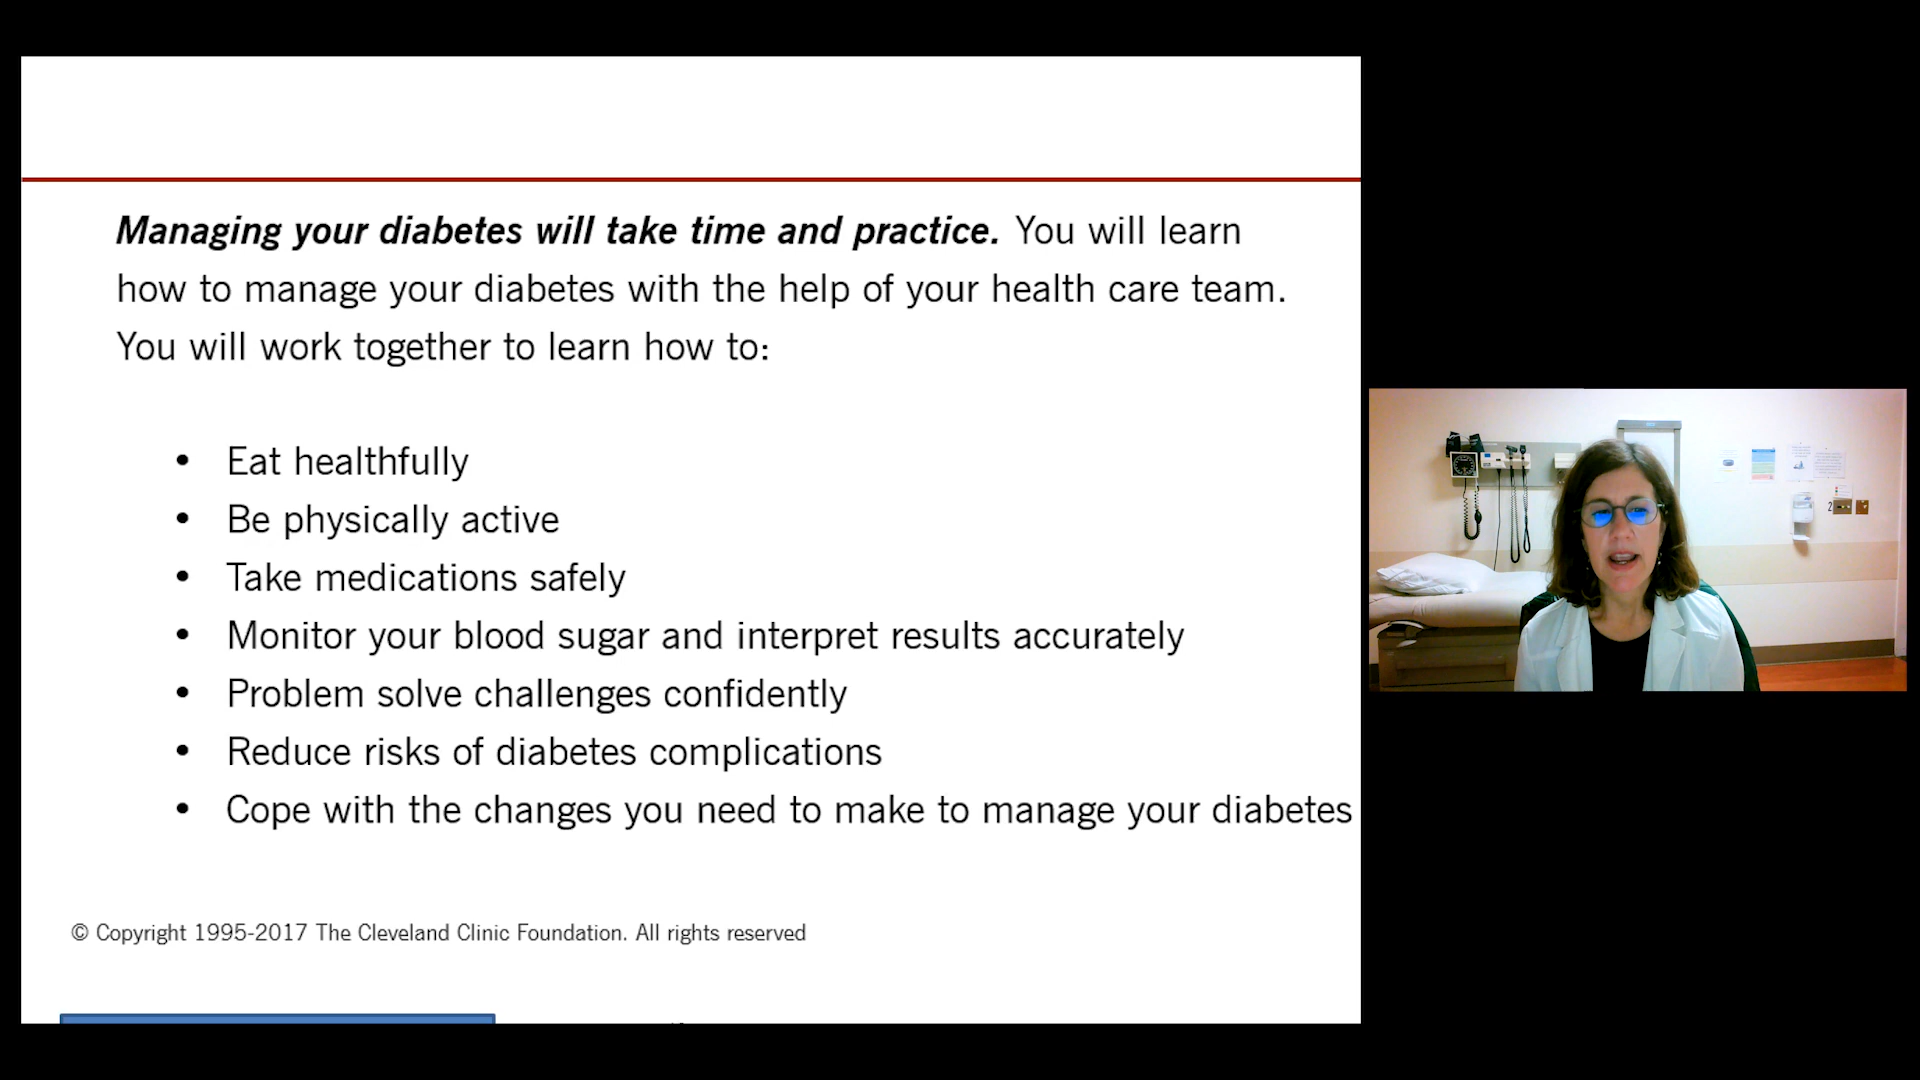 Managing your diabetes will take time and practice. You will learn
how to manage your diabetes with the help of your health care team.
You will work together to learn how to:
• Eat healthfully
• Be physically active
• Take medications safely
• Monitor your blood sugar and interpret results accurately
• Problem solve challenges confidently
• Reduce risks of diabetes complications
• Cope with the changes you need to make to manage your diabetes
© Copyright 1995-2017 The Cleveland Clinic Foundation. All rights reserved
2